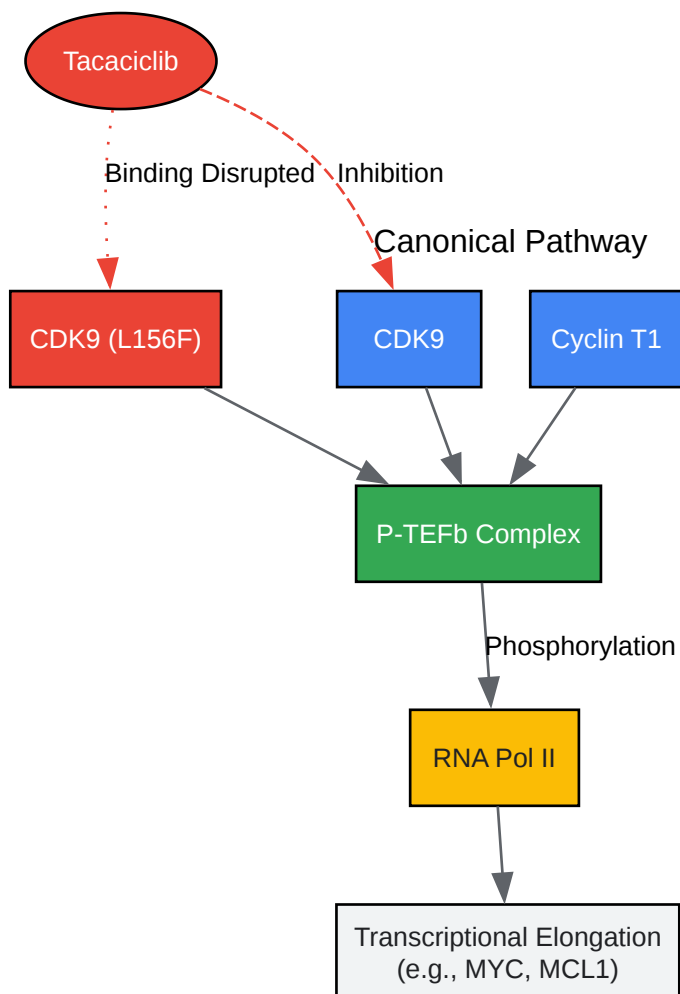 Tacaciclib
Binding Disrupted
Inhibition
Canonical Pathway
CDK9 (L156F)
CDK9
Cyclin T1
P-TEFb Complex
Phosphorylation
RNA Pol II
Transcriptional Elongation
(e.g., MYC, MCL1)